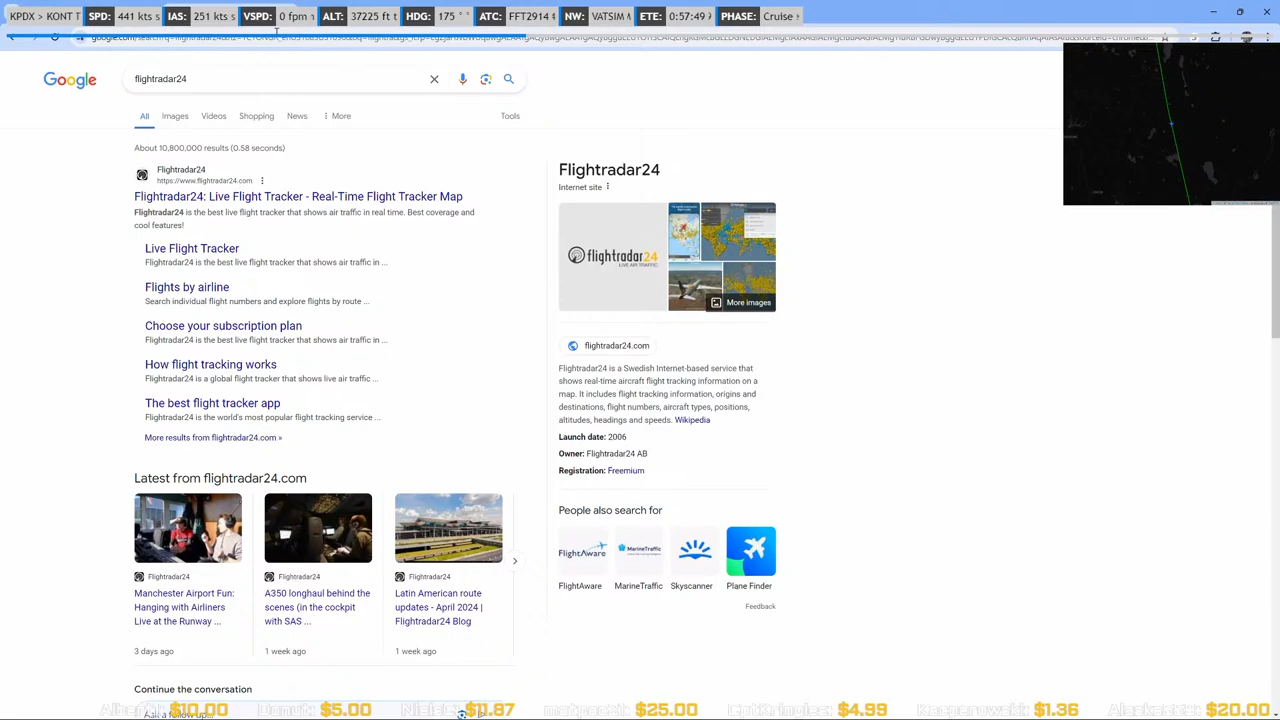 KPDX > KONT T SPD: 441 kts s IAS: 251 kts s VSPD: 0 fpm ALT: 37225 ft t HDG: 175 ° ATC: FFT2914 NW: VATSIM ETE: 0:57:49 PHASE: Cruise
Google
flightradar24
All Images Videos Shopping News More Tools
About 10,800,000 results (0.58 seconds)
Flightradar24
https://www.flightradar24.com
Flightradar24: Live Flight Tracker - Real-Time Flight Tracker Map
Flightradar24 is the best live flight tracker that shows air traffic in real time. Best coverage and
cool features!
Live Flight Tracker
Flightradar24 is the best live flight tracker that shows air traffic in ...
Flights by airline
Search individual flight numbers and explore flights by route ...
Choose your subscription plan
Flightradar24 is the best live flight tracker that shows air traffic in ...
How flight tracking works
Flightradar24 is a global flight tracker that shows live air traffic ...
The best flight tracker app
Flightradar24 is the world's most popular flight tracking service ...
More results from flightradar24.com »
Latest from flightradar24.com
Flightradar24
Manchester Airport Fun:
Hanging with Airliners
Live at the Runway ...
3 days ago
Flightradar24
A350 longhaul behind the
scenes (in the cockpit
with SAS ...
1 week ago
Flightradar24
Latin American route
updates - April 2024 |
Flightradar24 Blog
1 week ago
Continue the conversation
Ask a follow up...
Flightradar24
Internet site
flightradar24
LIVE AIR TRAFFIC
More images
flightradar24.com
Flightradar24 is a Swedish Internet-based service that
shows real-time aircraft flight tracking information on a
map. It includes flight tracking information, origins and
destinations, flight numbers, aircraft types, positions,
altitudes, headings and speeds. Wikipedia
Launch date: 2006
Owner: Flightradar24 AB
Registration: Freemium
People also search for
FlightAware
MarineTraffic
skyscanner
FlightAware MarineTraffic Skyscanner Plane Finder
Feedback
$10.00 Donut: $5.00 $11.87 $25.00 $4.99 $1.36 $20.00